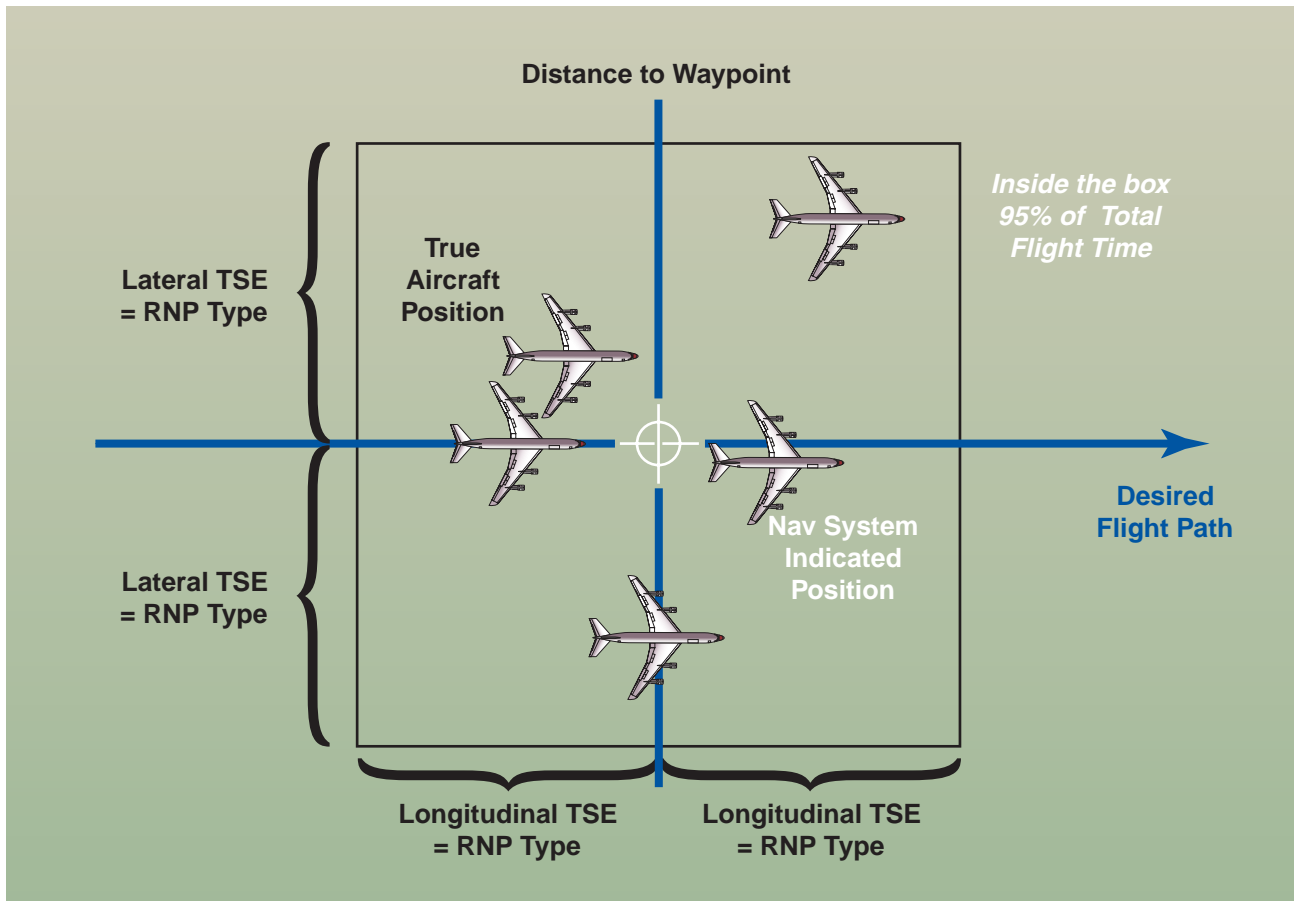 Distance to Waypoint
Inside the box
95% of Total
Flight Time
True
Aircraft
Position
Lateral TSE
= RNP Type
Desired
Flight Path
Nav System
Indicated
Position
Lateral TSE
= RNP Type
Longitudinal TSE
= RNP Type
Longitudinal TSE
= RNP Type